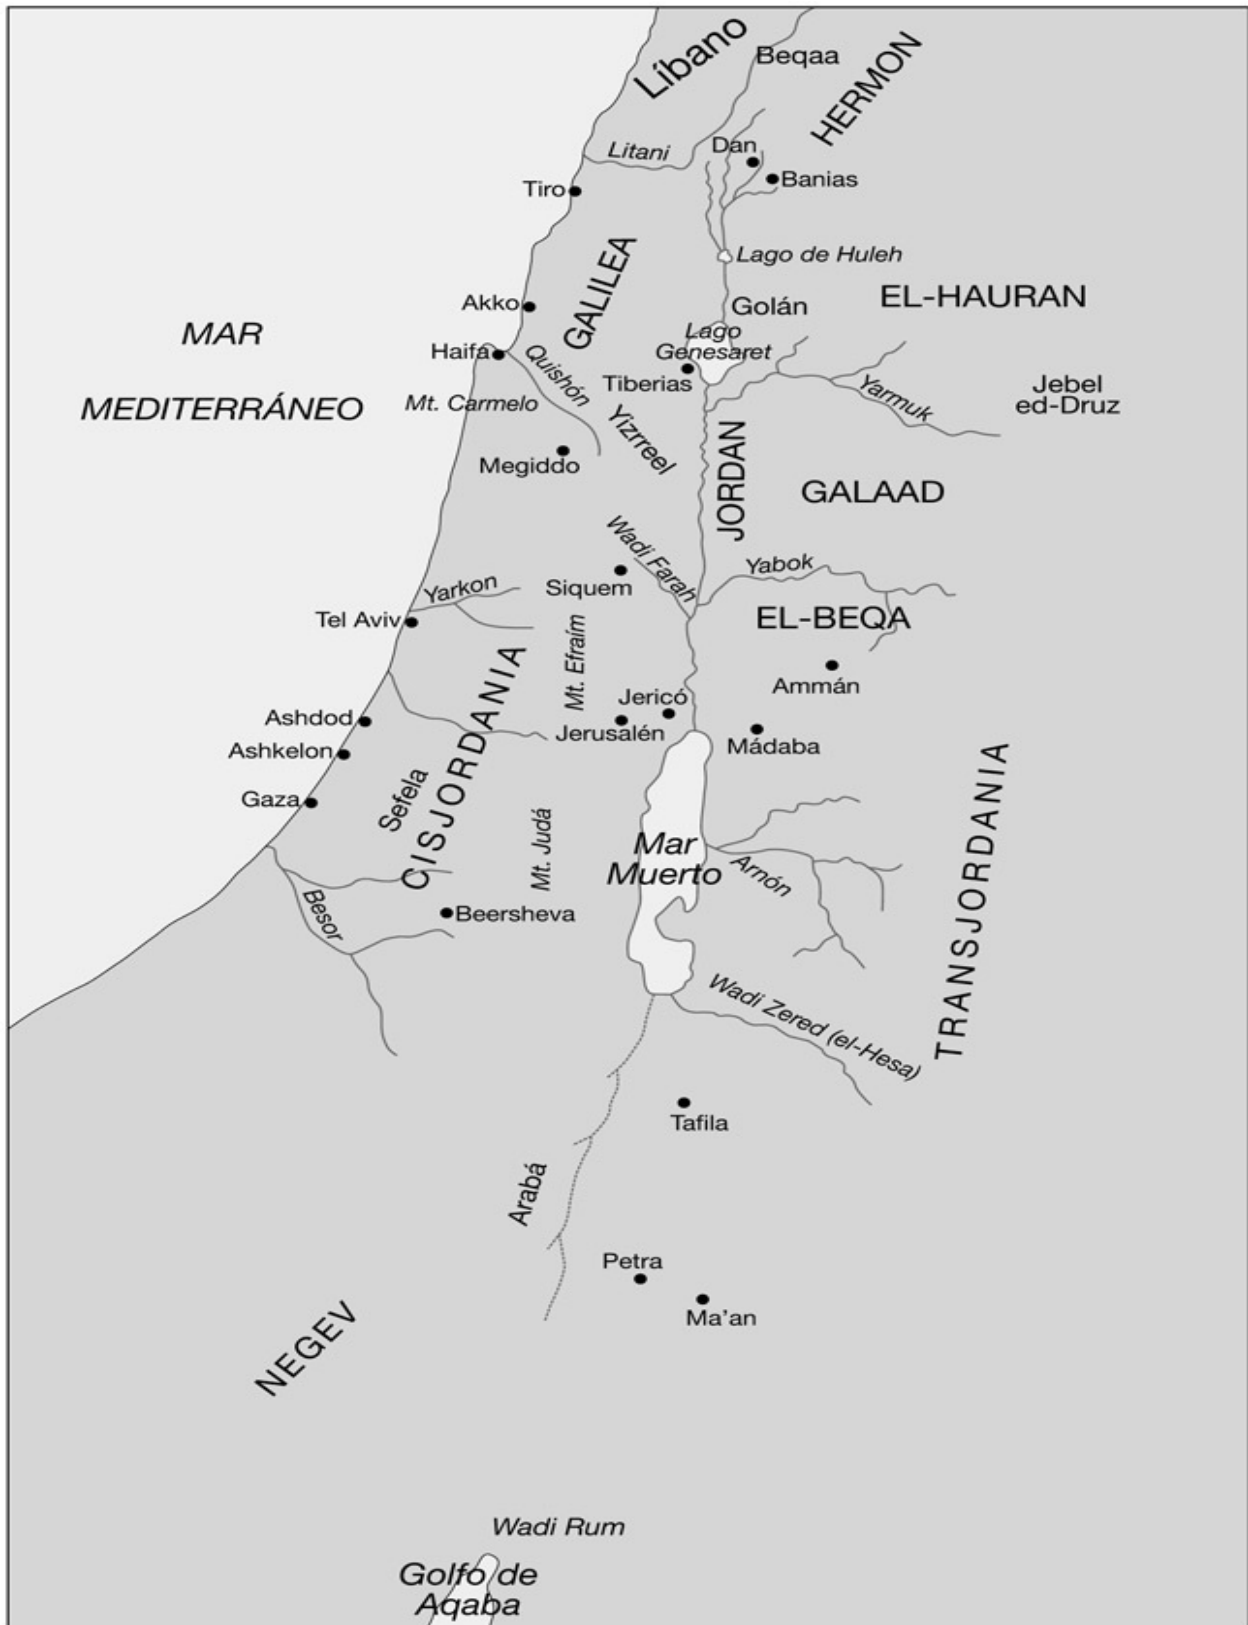 Líbano
Beqaa
HERMON
Litani
Dan
Banias
Tiro
Lago de Huleh
GALILEA
EL-HAURAN
Akko
Golán
MAR
MEDITERRÁNEO
Haifa
Quishón
Lago
Genesaret
Tiberias
Yarmuk
Jebel
ed-Druz
Mt. Carmelo
Yizrreel
Megiddo
JORDAN
GALAAD
Wadi Farah
Yabok
Siquem
Yarkon
Tel Aviv
EL-BEQA
Mt. Efraím
Ammán
CISJORDANIA
Jericó
Ashdod
Jerusalén
Mádaba
Ashkelon
Sefela
Gaza
TRANSJORDANIA
Mt. Judá
Mar
Muerto
Arnón
Besor
Beersheva
Wadi Zered (el-Hesa)
Tafila
Arabá
Petra
Ma'an
NEGEV
Wadi Rum
Golfo de
Aqaba